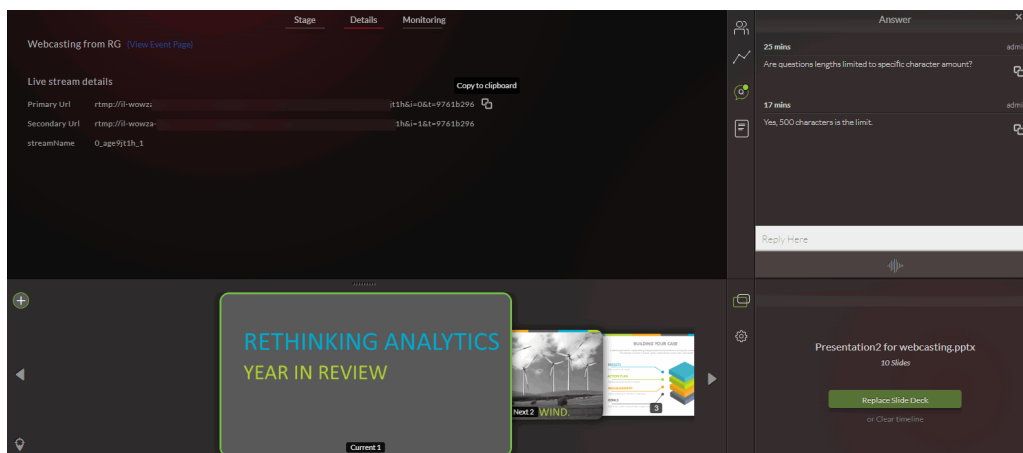 Stage Details Monitoring
Webcasting from RG (View Event Page)
Live stream details
Copy to clipboard
Primary Url rtmp://il-wowz jt1h&i=0&t=9761b296
Secondary Url rtmp://il-wowza- 1h&i=1&t=9761b296
streamName 0_age9jt1h_1
Answer
25 mins admi
Are questions lengths limited to specific character amount?
17 mins admi
Yes, 500 characters is the limit.
Reply Here
RETHINKING ANALYTICS
YEAR IN REVIEW
Current 1
Next 2 WIND.
BUILDING YOUR CASE
3
Presentation2 for webcasting.pptx
10 Slides
Replace Slide Deck
or Clear timeline